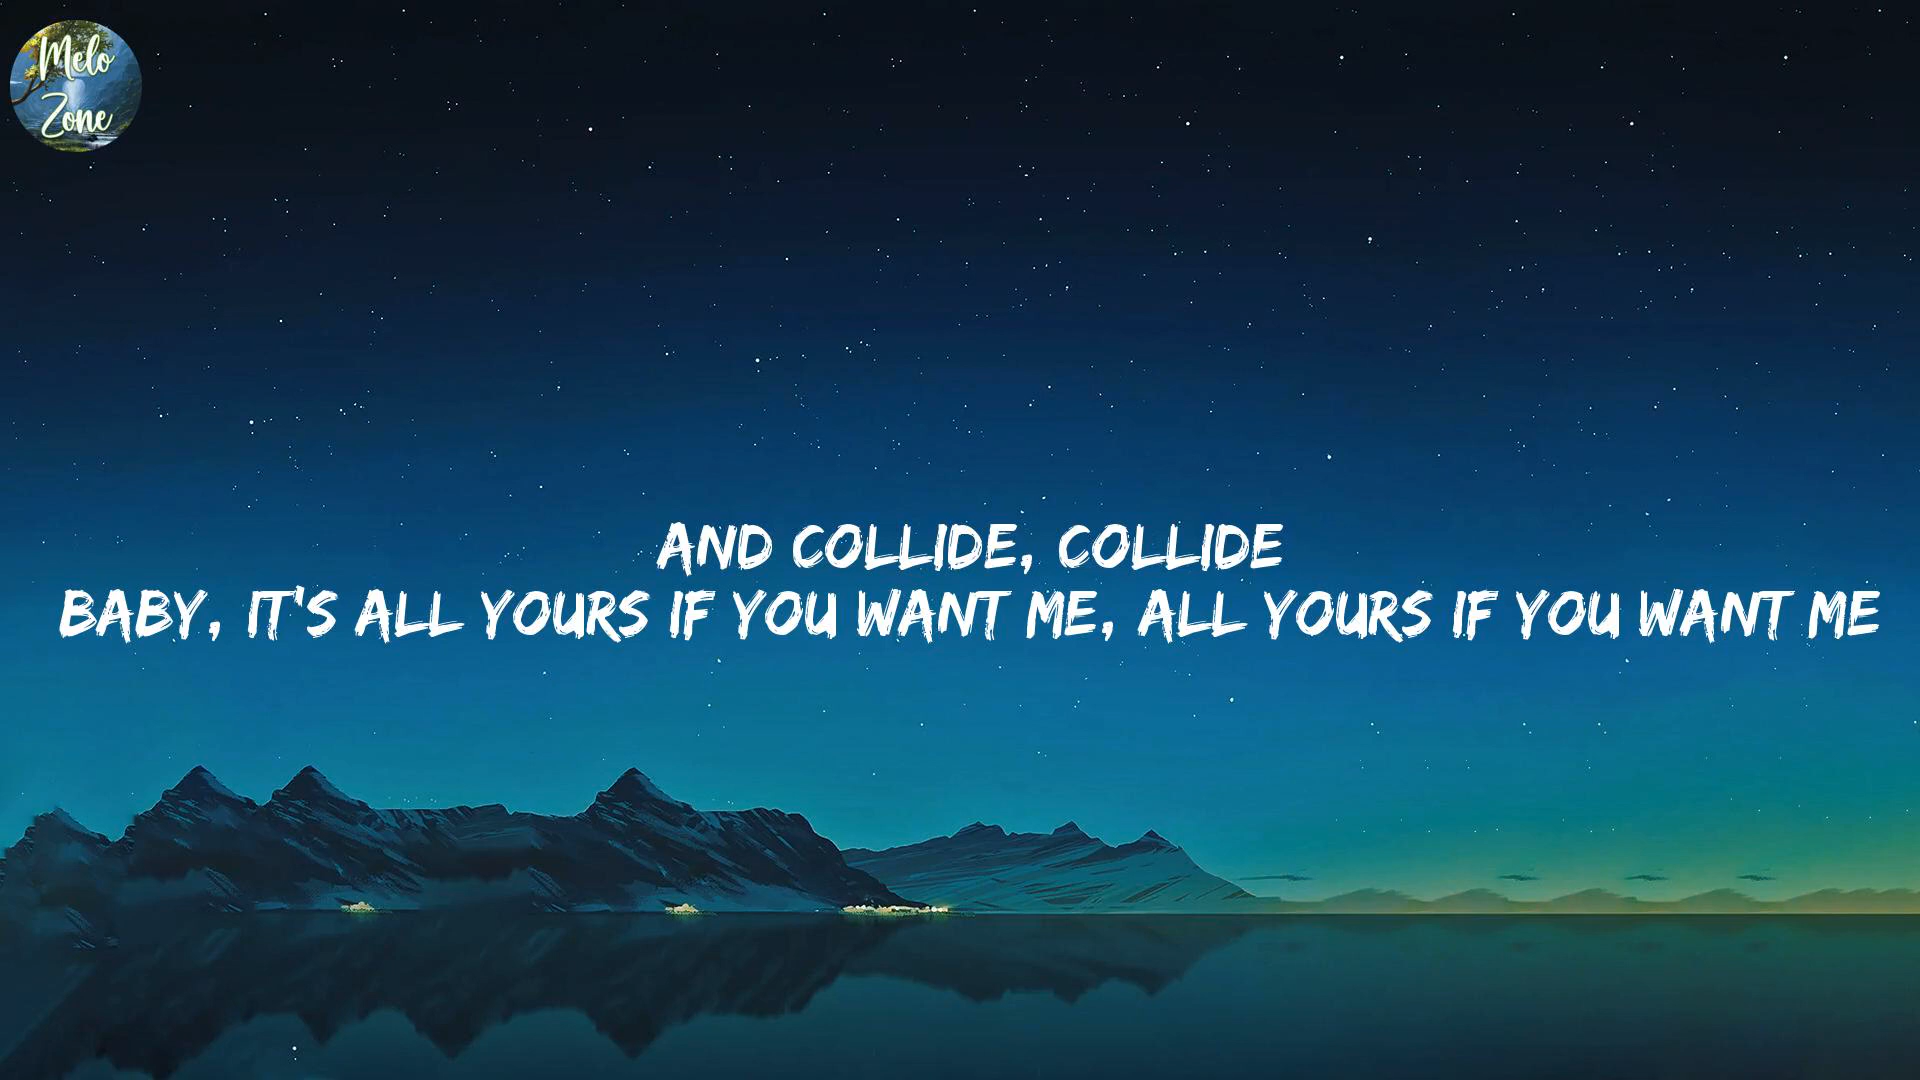 Melo
Zone
AND COLLIDE, COLLIDE
BABY, IT'S ALL YOURS IF YOU WANT ME, ALL YOURS IF YOU WANT ME